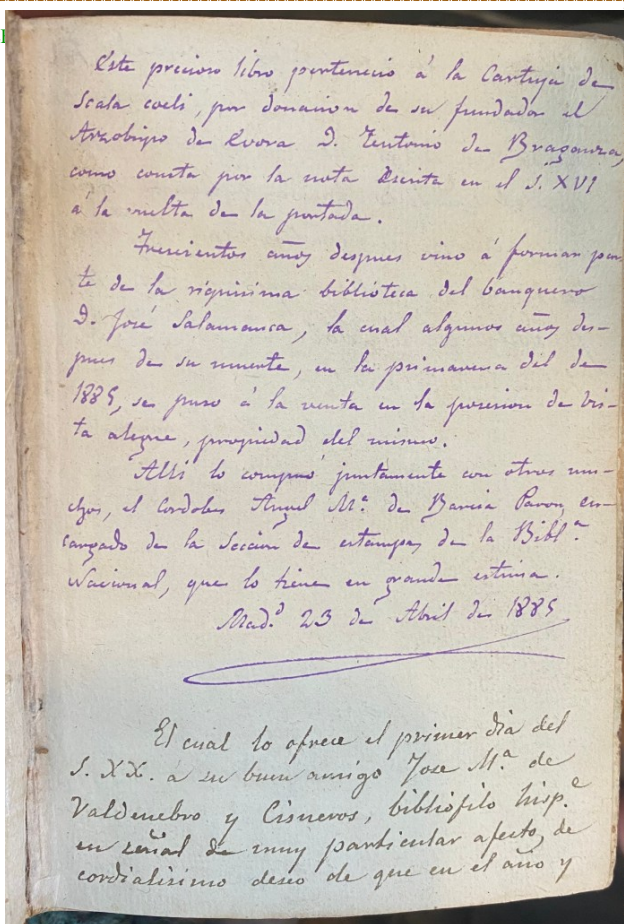 Este precioso libro perteneció á la Cartuja de
Scala coeli, por donacion de su fundador el
Arzobispo de Evora D. Teutonio de Braganza,
como consta por la nota escrita en el S. XVI
á la vuelta de la portada.
Trescientos años despues vino á formar par-
te de la riquisima biblioteca del banquero
D. José Salamanca, la cual algunos años des-
pues de su muerte, en la primavera del de
1885, se puso á la venta en la posesion de Vis-
ta alegre, propiedad del mismo.
Alli lo compró juntamente con otros mu-
chos, el cordobes Angel Mª. de Barcia Pavon, en-
cargado de la Seccion de estampas de la Bibl.ª
Nacional, que lo tiene en grande estima.
Mad.d 23 de Abril de 1885
El cual lo ofrece el primer dia del
S. XX. á su buen amigo Jose Mª. de
Valdenebro y Cisneros, bibliófilo hisp.e
en señal de muy particular afecto, de
cordialisimo deseo de que en el año y